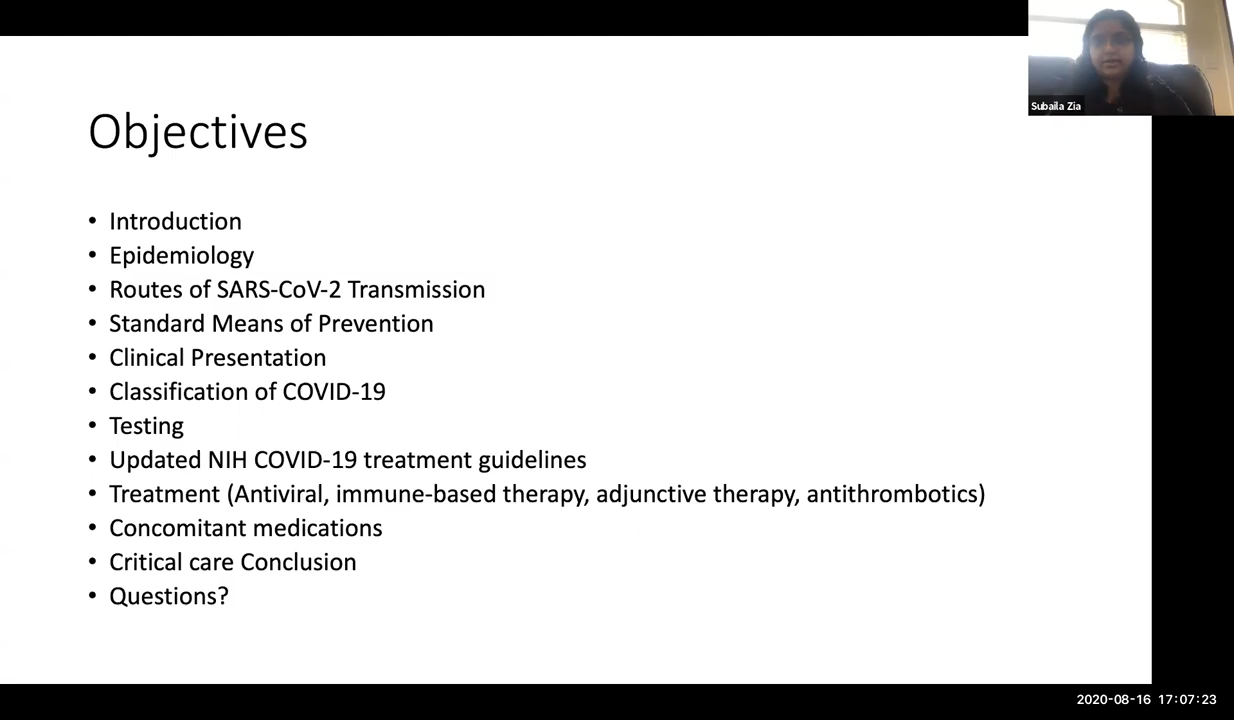 Objectives
Subaila Zia
• Introduction
• Epidemiology
• Routes of SARS-CoV-2 Transmission
• Standard Means of Prevention
• Clinical Presentation
• Classification of COVID-19
• Testing
• Updated NIH COVID-19 treatment guidelines
• Treatment (Antiviral, immune-based therapy, adjunctive therapy, antithrombotics)
• Concomitant medications
• Critical care Conclusion
• Questions?
2020-08-16 17:07:23